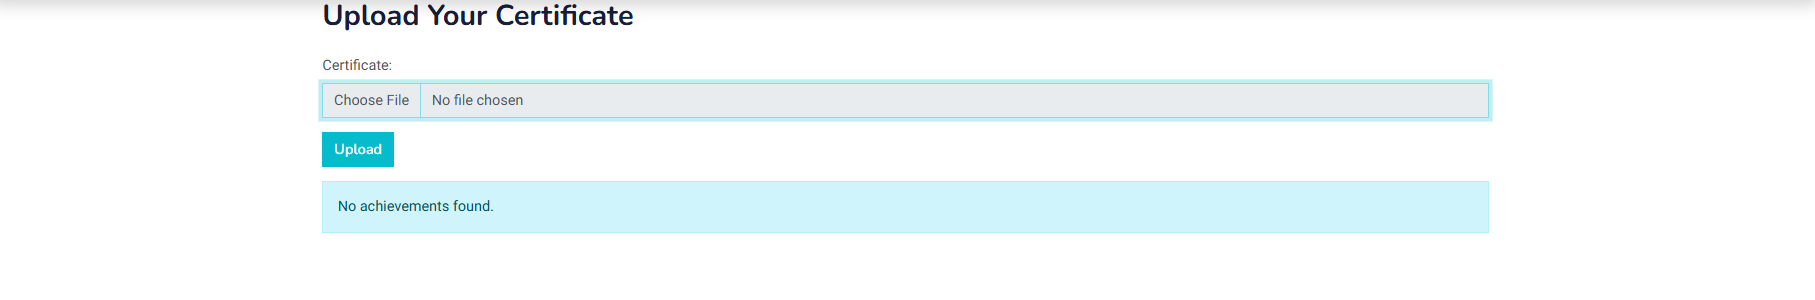 Upload Your Certificate
Certificate:
Choose File No file chosen
Upload
No achievements found.